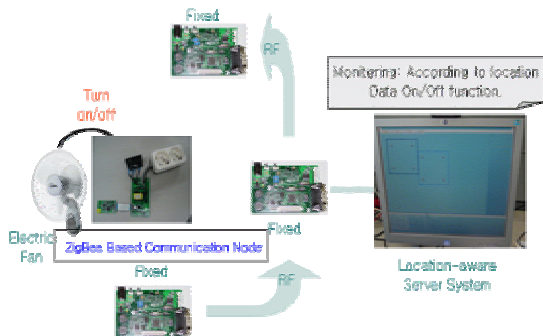 Fixed
RF
Monitering: According to location
Data On/Off function.
Turn
on/off
Electric
Fan
ZigBee Based Communication Node
Fixed
Fixed
RF
Location-aware
Server System